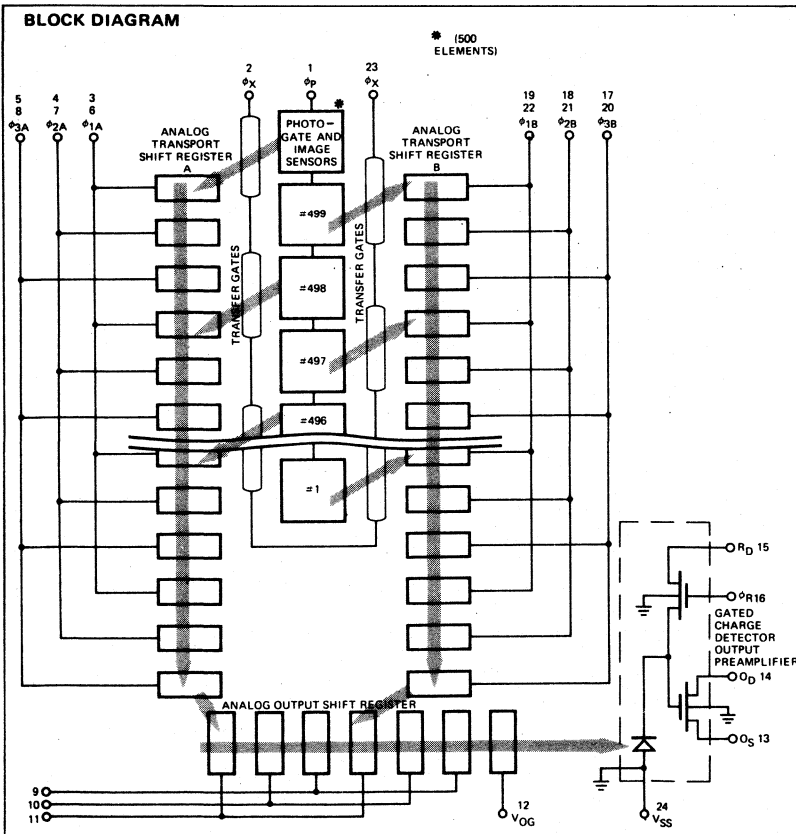 BLOCK DIAGRAM
* (500
ELEMENTS)
2
φX
1
φP
*
23
φX
5
8
φ3A
4
7
φ2A
3
6
φ1A
19
22
φ1B
18
21
φ2B
17
20
φ3B
ANALOG
TRANSPORT
SHIFT REGISTER
A
PHOTO-
GATE AND
IMAGE
SENSORS
ANALOG
TRANSPORT
SHIFT REGISTER
B
=499
TRANSFER GATES
=498
TRANSFER GATES
=497
=496
=1
RD 15
φR16
GATED
CHARGE
DETECTOR
OUTPUT
PREAMPLIFIER
OD 14
OS 13
ANALOG OUTPUT SHIFT REGISTER
9
10
11
12
VOG
24
VSS